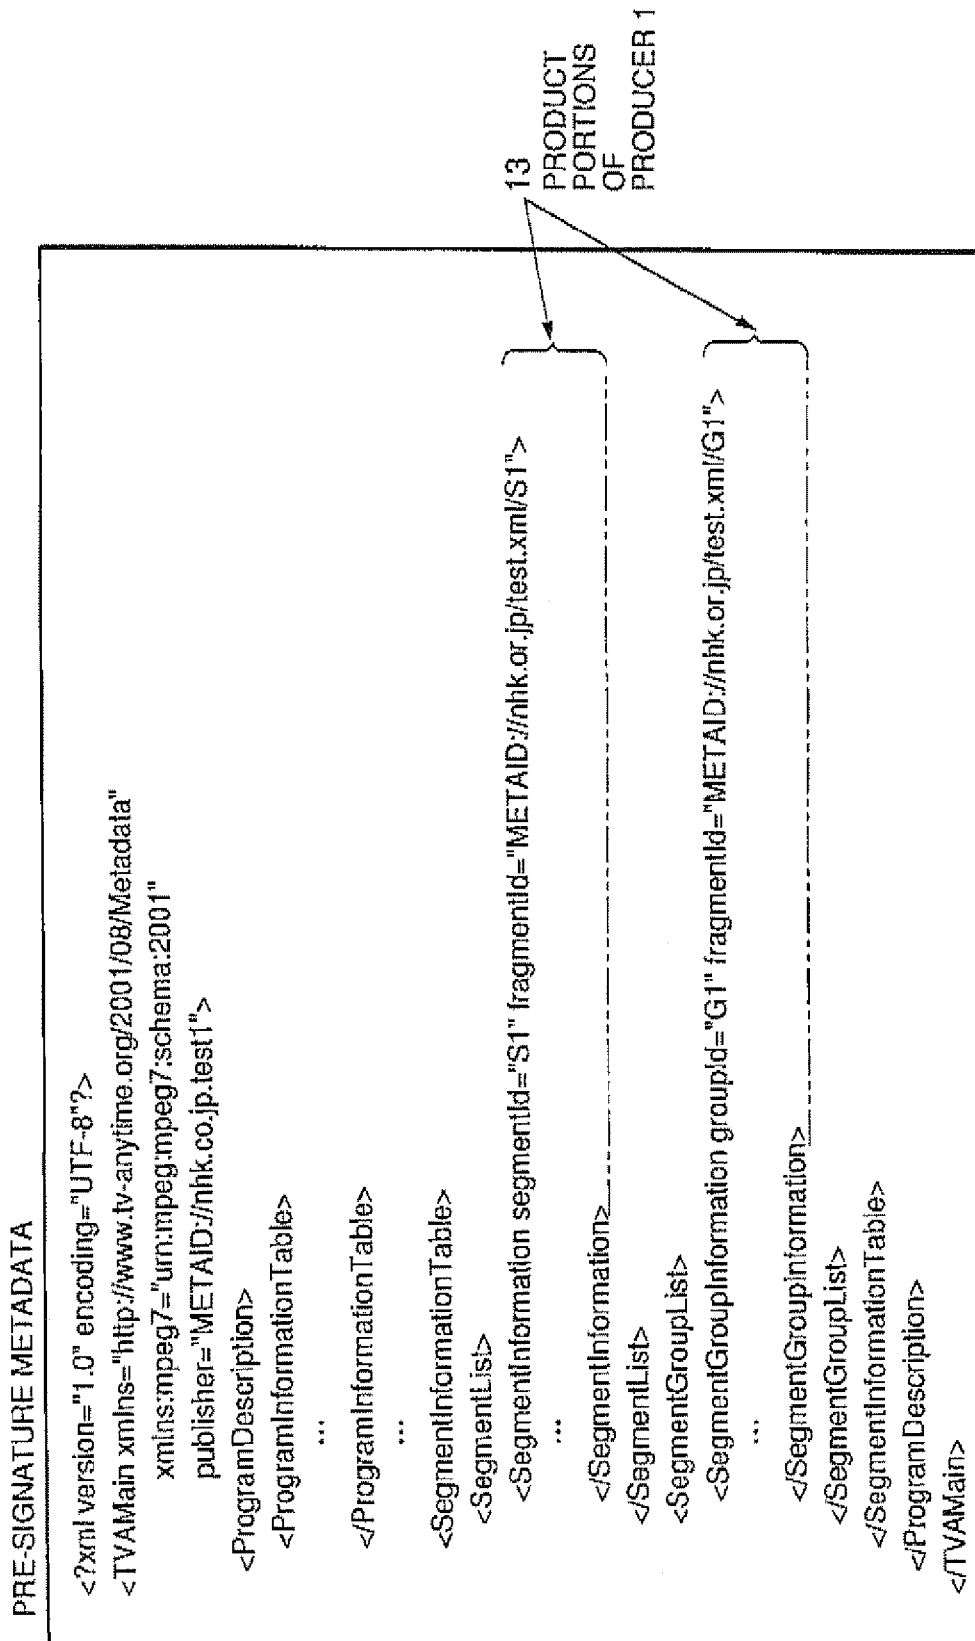 PRE-SIGNATURE METADATA
<?xml version="1.0" encoding="UTF-8"?>
<TVAMain xmlns="http://www.tv-anytime.org/2001/08/Metadata"
xmlns:mpeg7="urn:mpeg:mpeg7:schema:2001"
publisher="METAID://nhk.co.jp.test1">
<ProgramDescription>
<ProgramInformationTable>
...
</ProgramInformationTable>
...
<SegmentInformationTable>
<SegmentList>
<SegmentInformation segmentId="S1" fragmentId="METAID://nhk.or.jp/test.xml/S1">
...
</SegmentInformation>
</SegmentList>
<SegmentGroupList>
<SegmentGroupInformation groupId="G1" fragmentId="METAID://nhk.or.jp/test.xml/G1">
...
</SegmentGroupInformation>
</SegmentGroupList>
</SegmentInformationTable>
</ProgramDescription>
</TVAMain>
13
PRODUCT
PORTIONS
OF
PRODUCER 1